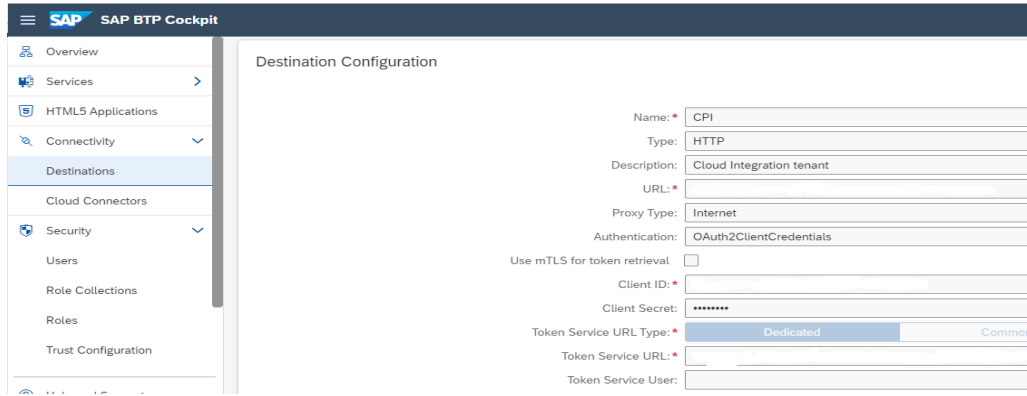 SAP SAP BTP Cockpit
Overview
Services
HTML5 Applications
Connectivity
Destinations
Cloud Connectors
Security
Users
Role Collections
Roles
Trust Configuration
Destination Configuration
Name:* CPI
Type: HTTP
Description: Cloud Integration tenant
URL:*
Proxy Type: Internet
Authentication: OAuth2ClientCredentials
Use mTLS for token retrieval
Client ID:*
Client Secret: ••••••••
Token Service URL Type:* Dedicated Common
Token Service URL:*
Token Service User: